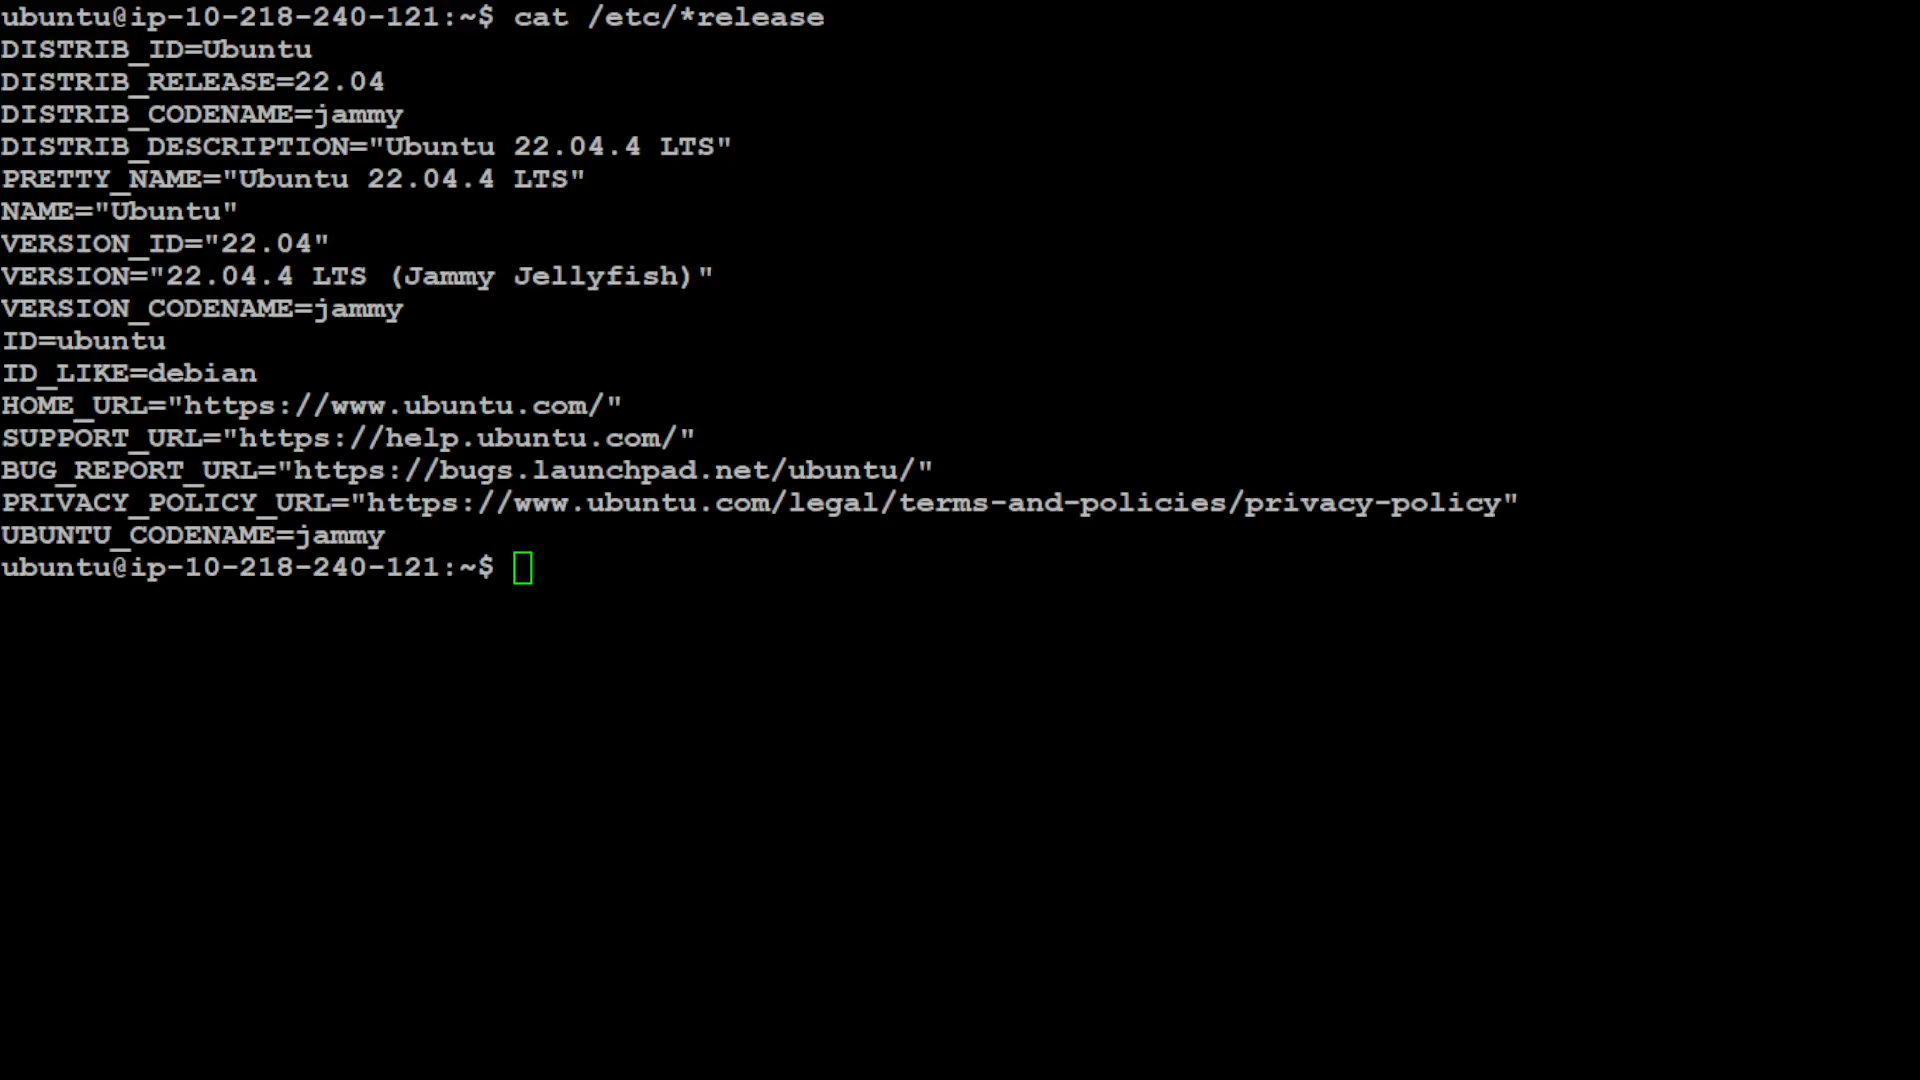 ubuntu@ip-10-218-240-121:~$ cat /etc/*release
DISTRIB_ID=Ubuntu
DISTRIB_RELEASE=22.04
DISTRIB_CODENAME=jammy
DISTRIB_DESCRIPTION="Ubuntu 22.04.4 LTS"
PRETTY_NAME="Ubuntu 22.04.4 LTS"
NAME="Ubuntu"
VERSION_ID="22.04"
VERSION="22.04.4 LTS (Jammy Jellyfish)"
VERSION_CODENAME=jammy
ID=ubuntu
ID_LIKE=debian
HOME_URL="https://www.ubuntu.com/"
SUPPORT_URL="https://help.ubuntu.com/"
BUG_REPORT_URL="https://bugs.launchpad.net/ubuntu/"
PRIVACY_POLICY_URL="https://www.ubuntu.com/legal/terms-and-policies/privacy-policy"
UBUNTU_CODENAME=jammy
ubuntu@ip-10-218-240-121:~$